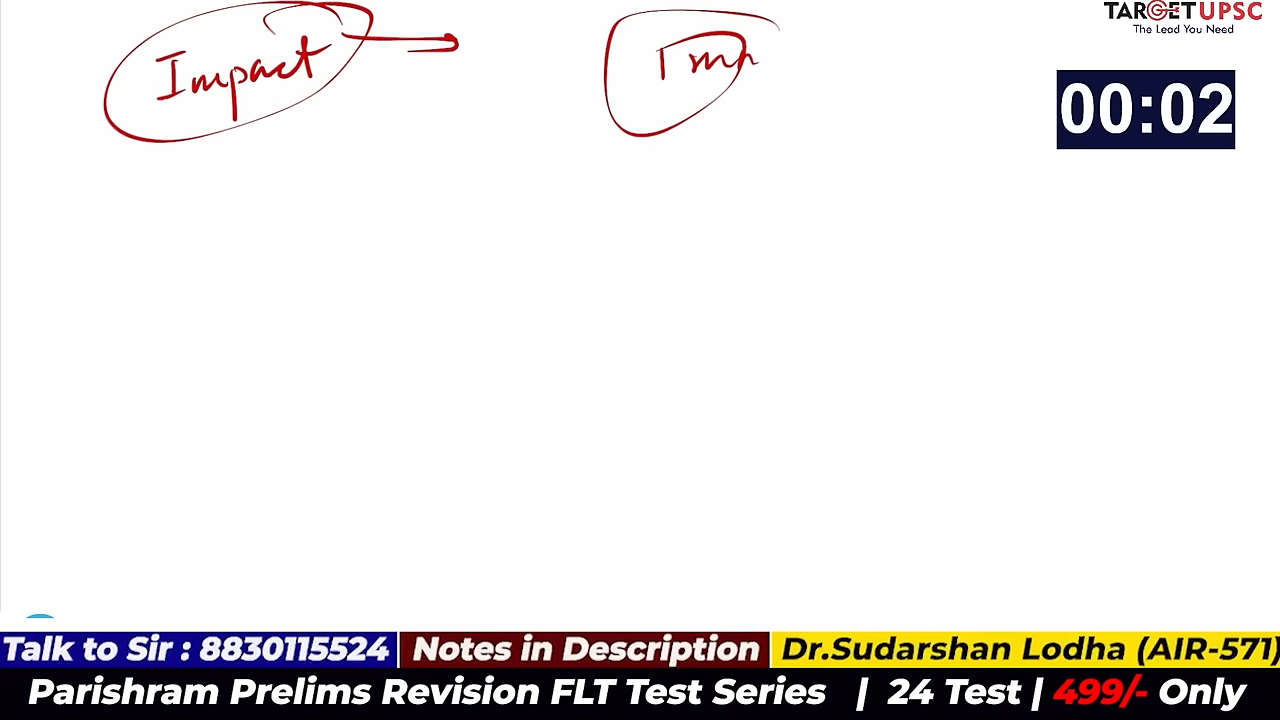 TARGET UPSC
The Lead You Need
Impact
00:02
Talk to Sir : 8830115524 Notes in Description Dr.Sudarshan Lodha (AIR-571)
Parishram Prelims Revision FLT Test Series | 24 Test | 499/- Only